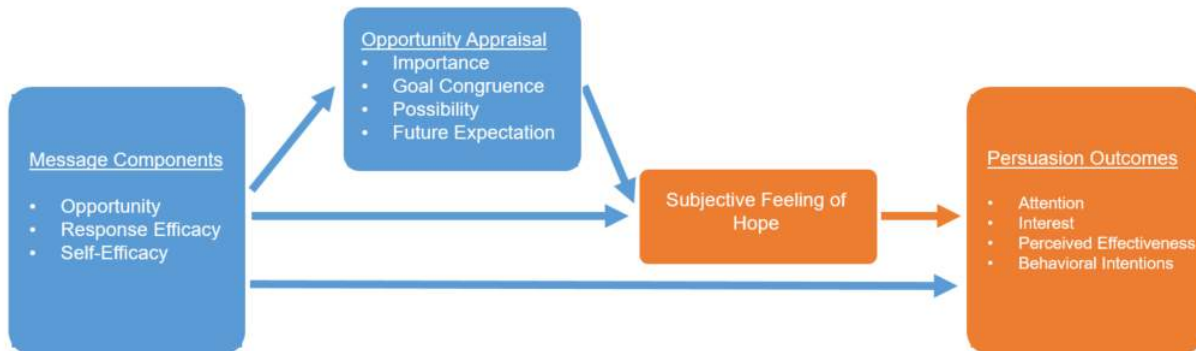 Opportunity Appraisal
• Importance
• Goal Congruence
• Possibility
• Future Expectation
Message Components
• Opportunity
• Response Efficacy
• Self-Efficacy
Subjective Feeling of
Hope
Persuasion Outcomes
• Attention
• Interest
• Perceived Effectiveness
• Behavioral Intentions